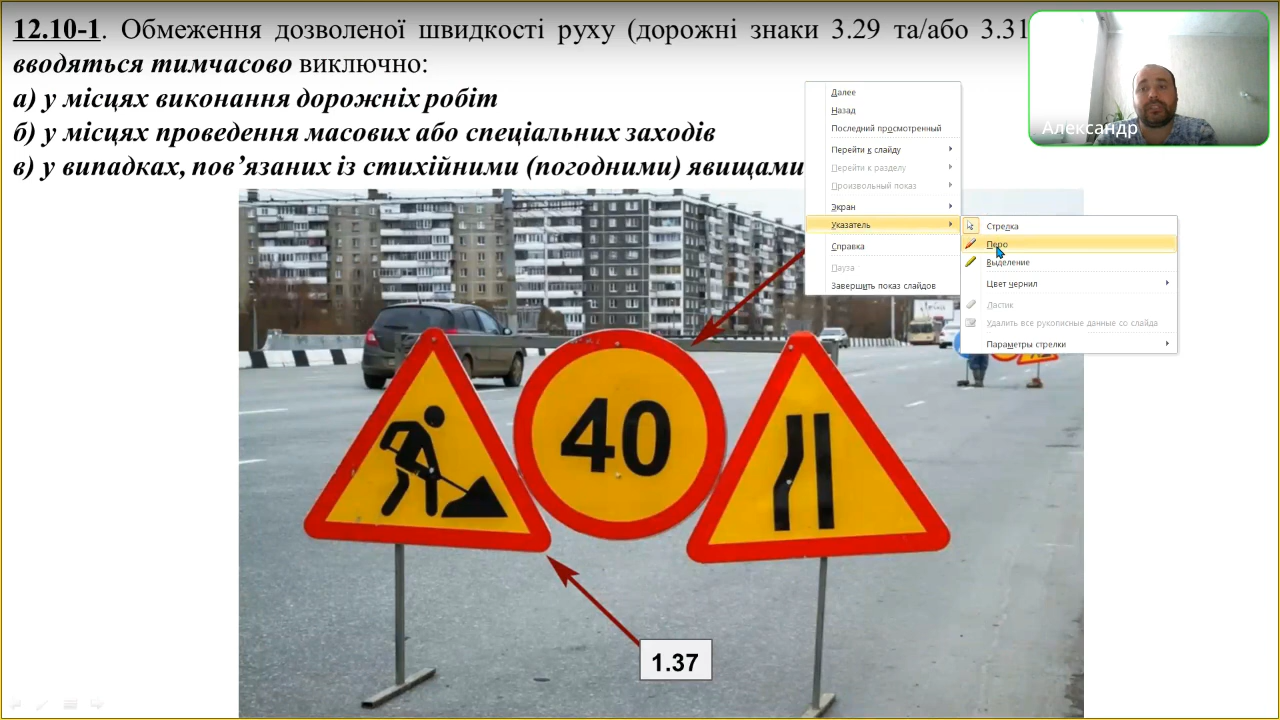 12.10-1. Обмеження дозволеної швидкості руху (дорожні знаки 3.29 та/або 3.31
вводяться тимчасово виключно:
а) у місцях виконання дорожніх робіт
б) у місцях проведення масових або спеціальних заходів
в) у випадках, пов’язаних із стихійними (погодними) явищами
Александр
Далее
Назад
Последний просмотренный
Перейти к слайду
Перейти к разделу
Произвольный показ
Экран
Указатель
Справка
Пауза
Завершить показ слайдов
Стрелка
Перо
Выделение
Цвет чернил
Ластик
Удалить все рукописные данные со слайда
Параметры стрелки
40
1.37